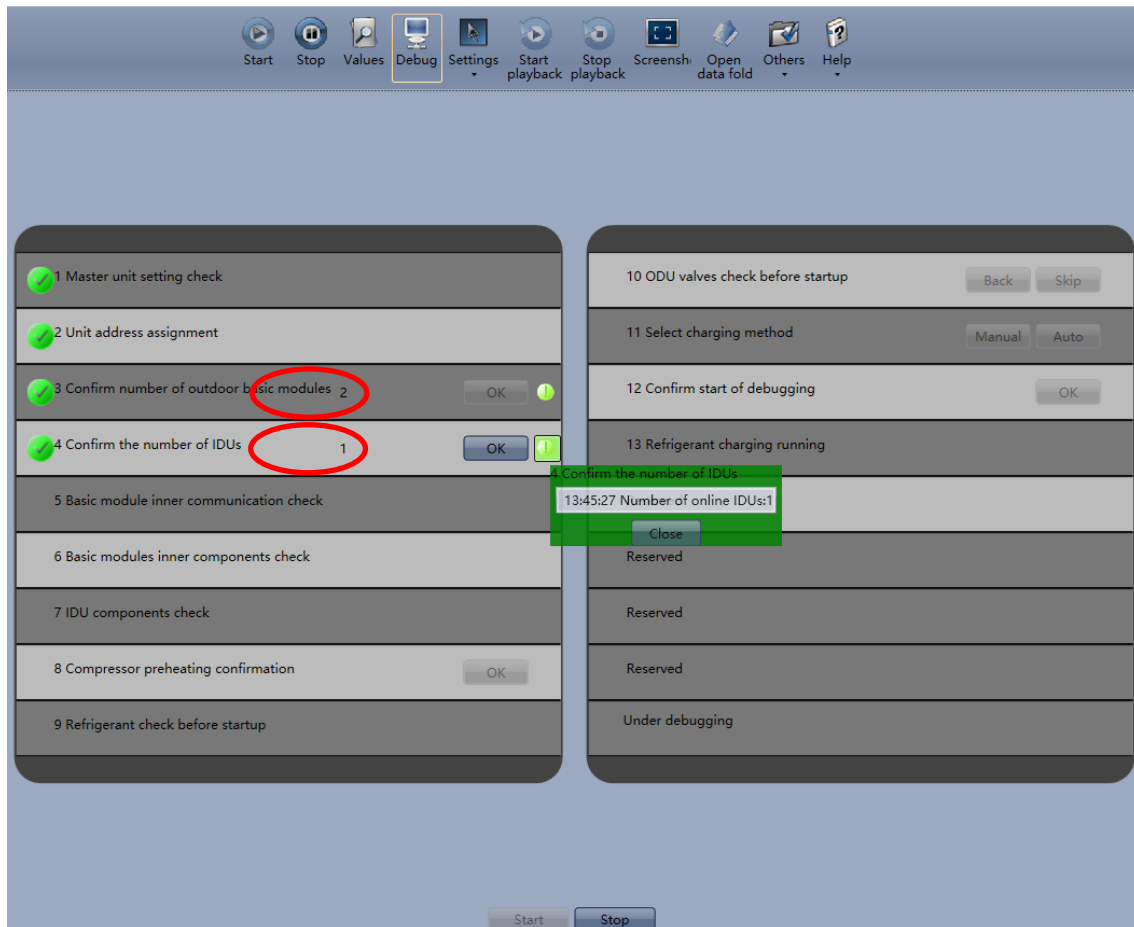 Start
Stop
Values
Debug
Settings
Start
playback
Stop
playback
Screensh
Open
data fold
Others
Help
1 Master unit setting check
2 Unit address assignment
3 Confirm number of outdoor basic modules 2 OK
4 Confirm the number of IDUs 1 OK
5 Basic module inner communication check
6 Basic modules inner components check
7 IDU components check
8 Compressor preheating confirmation OK
9 Refrigerant check before startup
10 ODU valves check before startup Back Skip
11 Select charging method Manual Auto
12 Confirm start of debugging OK
13 Refrigerant charging running
4 Confirm the number of IDUs
13:45:27 Number of online IDUs:1
Close
Reserved
Reserved
Reserved
Under debugging
Start Stop